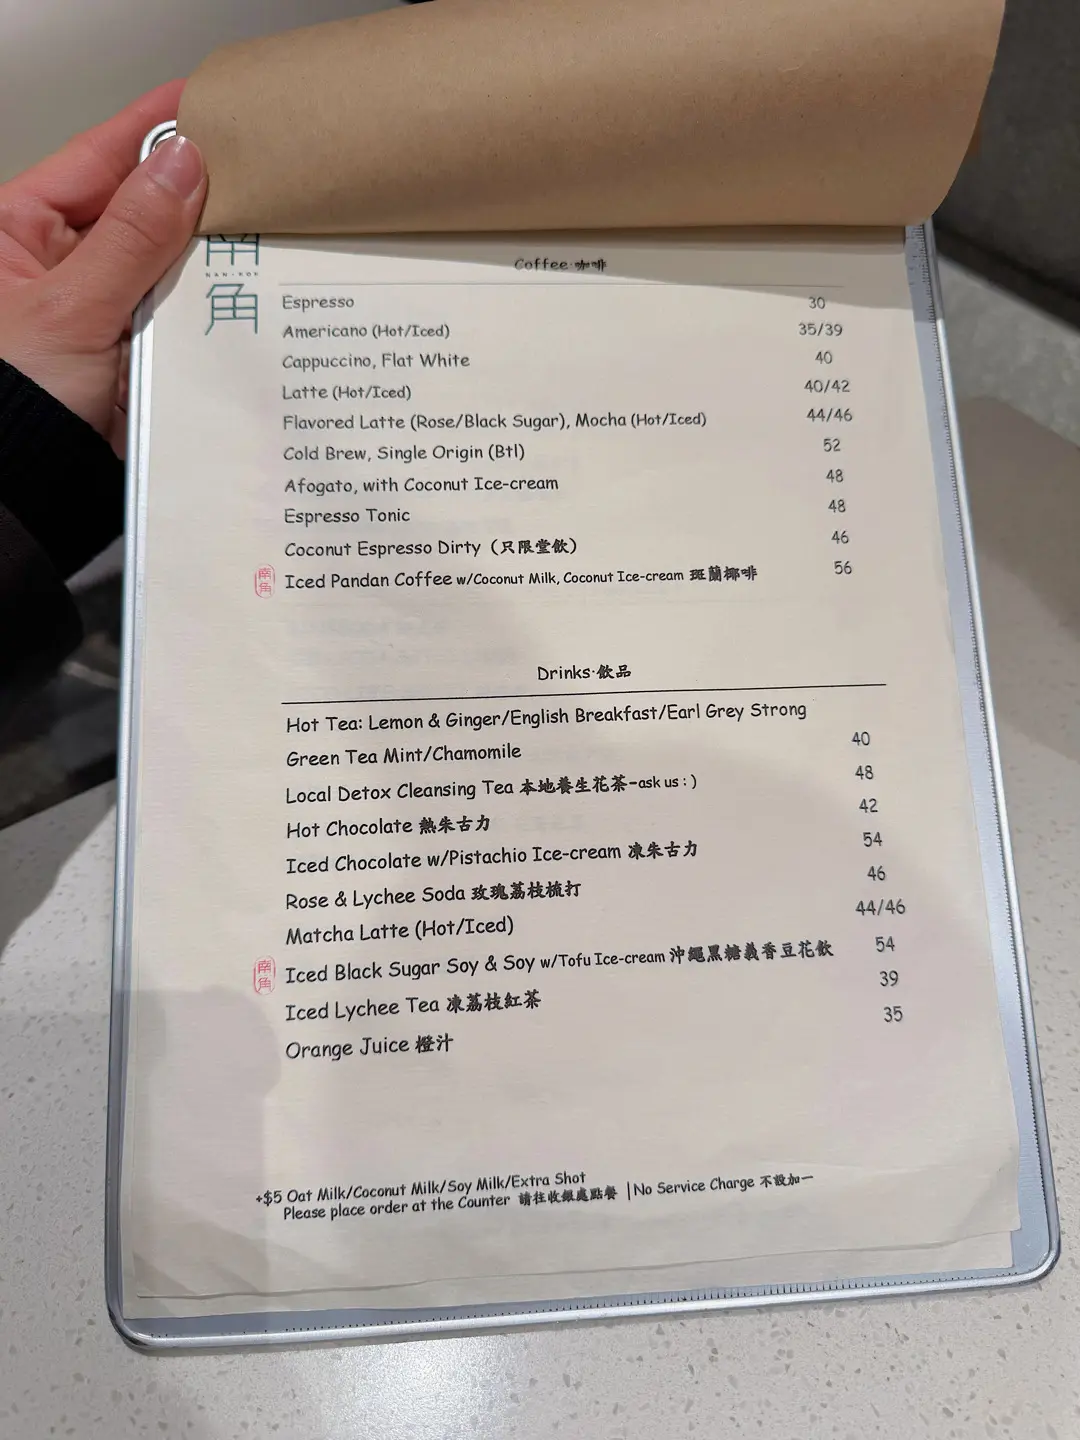 南
NAN·KOK
角
Coffee·咖啡
Espresso 30
Americano (Hot/Iced) 35/39
Cappuccino, Flat White 40
Latte (Hot/Iced) 40/42
Flavored Latte (Rose/Black Sugar), Mocha (Hot/Iced) 44/46
Cold Brew, Single Origin (Btl) 52
Afogato, with Coconut Ice-cream 48
Espresso Tonic 48
Coconut Espresso Dirty (只限堂飲) 46
南角 Iced Pandan Coffee w/Coconut Milk, Coconut Ice-cream 斑蘭椰啡 56
Drinks·飲品
Hot Tea: Lemon & Ginger/English Breakfast/Earl Grey Strong
Green Tea Mint/Chamomile 40
Local Detox Cleansing Tea 本地養生花茶-ask us : ) 48
Hot Chocolate 熱朱古力 42
Iced Chocolate w/Pistachio Ice-cream 凍朱古力 54
Rose & Lychee Soda 玫瑰荔枝梳打 46
Matcha Latte (Hot/Iced) 44/46
南角 Iced Black Sugar Soy & Soy w/Tofu Ice-cream 沖繩黑糖義香豆花飲 54
Iced Lychee Tea 凍荔枝紅茶 39
Orange Juice 橙汁 35
+$5 Oat Milk/Coconut Milk/Soy Milk/Extra Shot
Please place order at the Counter 請往收銀處點餐 |No Service Charge 不設加一